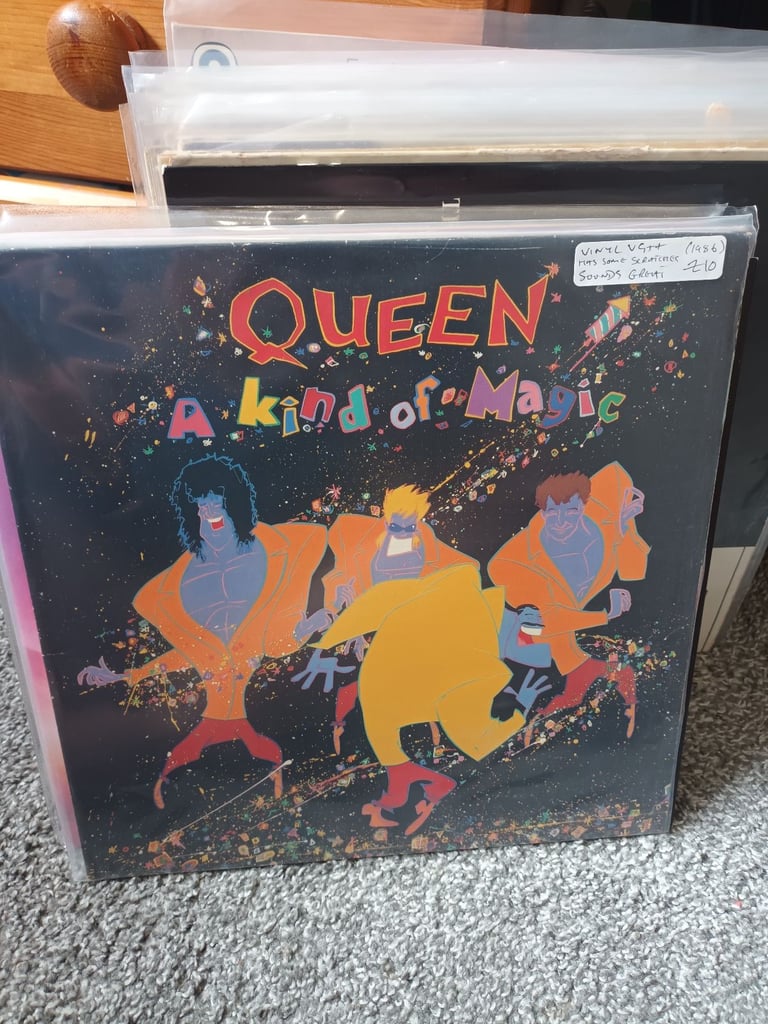 VINYL VG++ (1986)
HAS SOME SCRATCHES
SOUNDS GREAT £10
QUEEN
A kind of Magic